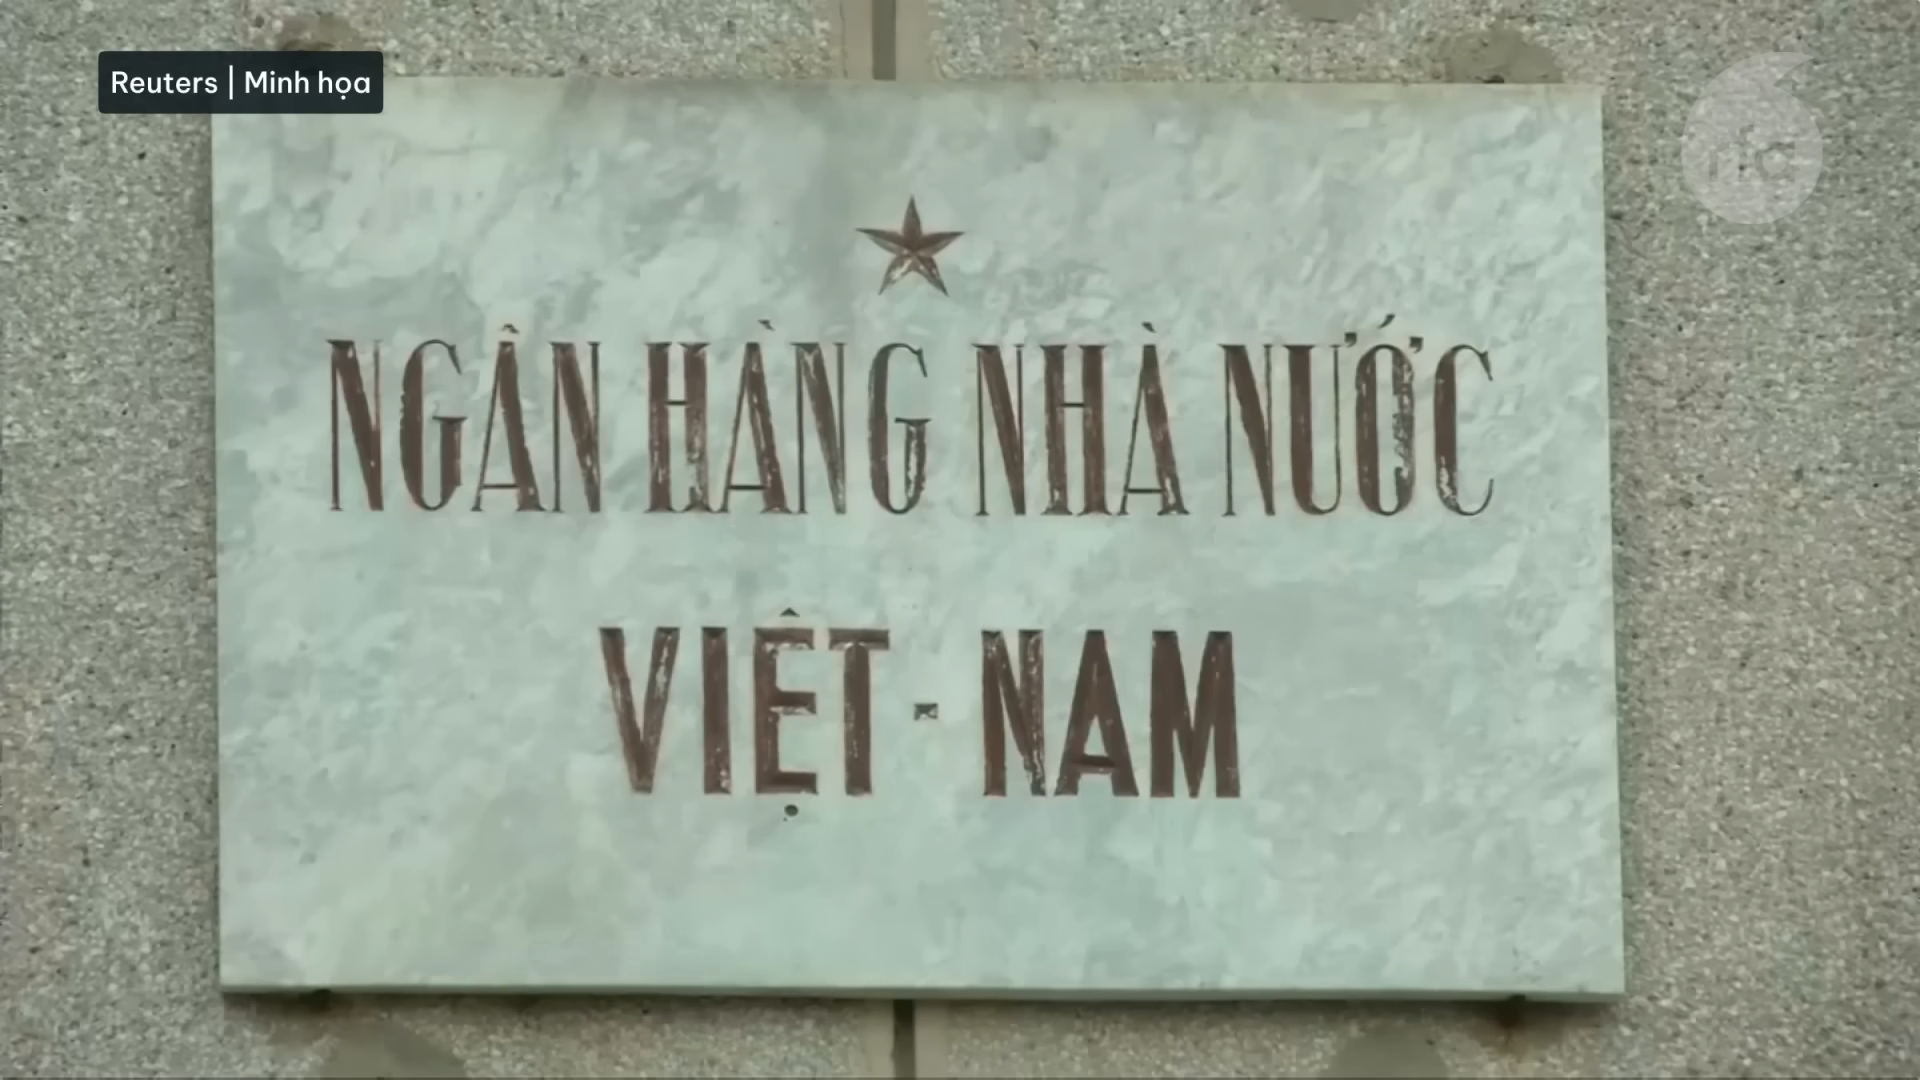 Reuters | Minh họa
NGÂN HÀNG NHÀ NƯỚC
VIỆT - NAM